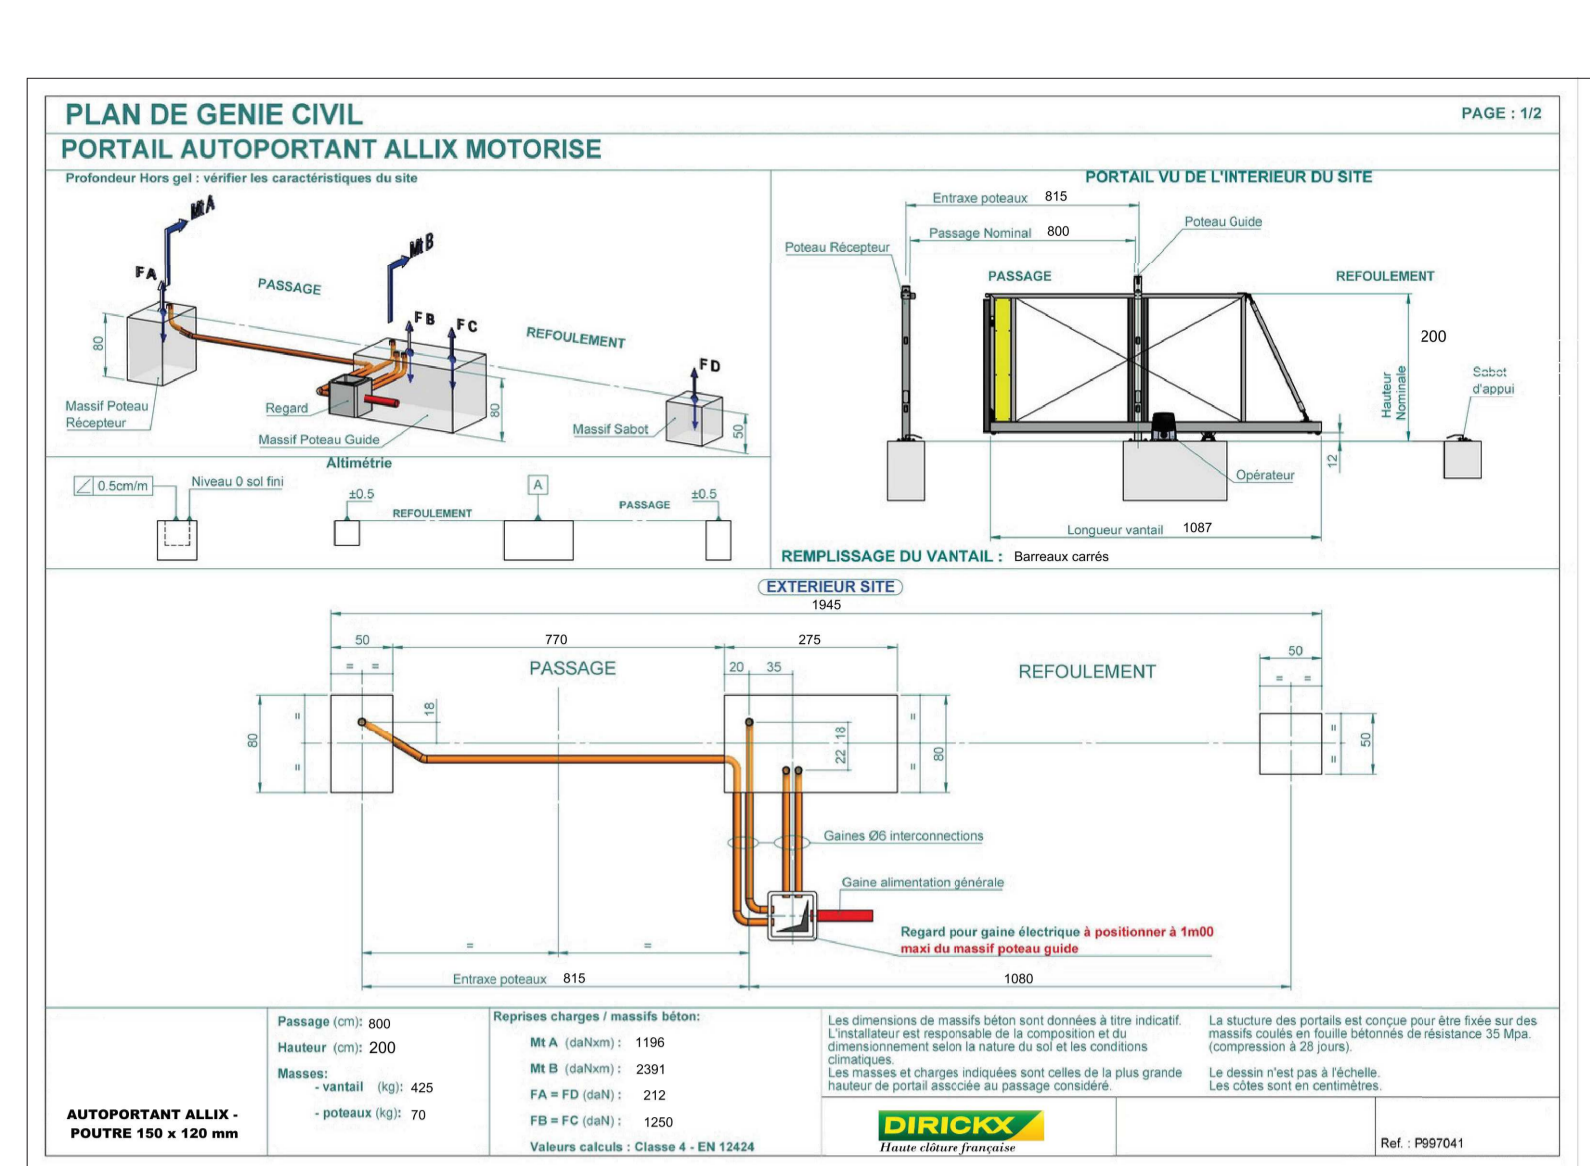 PLAN DE GENIE CIVIL
PAGE : 1/2
PORTAIL AUTOPORTANT ALLIX MOTORISE
Profondeur Hors gel : vérifier les caractéristiques du site
Mt A
FA
PASSAGE
Mt B
FB
FC
REFOULEMENT
FD
80
80
50
Massif Poteau
Récepteur
Regard
Massif Poteau Guide
Massif Sabot
Altimétrie
0.5cm/m
Niveau 0 sol fini
±0.5
REFOULEMENT
A
PASSAGE
±0.5
PORTAIL VU DE L'INTERIEUR DU SITE
Entraxe poteaux 815
Passage Nominal 800
Poteau Guide
Poteau Récepteur
PASSAGE
REFOULEMENT
200
Hauteur
Nominale
Sabot
d'appui
12
Opérateur
Longueur vantail 1087
REMPLISSAGE DU VANTAIL : Barreaux carrés
EXTERIEUR SITE
1945
50
770
275
= =
PASSAGE
20
35
REFOULEMENT
50
= =
18
80
=
=
18
22
=
=
80
=
=
50
Gaines Ø6 interconnections
Gaine alimentation générale
Regard pour gaine électrique à positionner à 1m00
maxi du massif poteau guide
=
=
Entraxe poteaux 815
1080
AUTOPORTANT ALLIX -
POUTRE 150 x 120 mm
Passage (cm): 800
Hauteur (cm): 200
Masses:
- vantail (kg): 425
- poteaux (kg): 70
Reprises charges / massifs béton:
Mt A (daNxm) : 1196
Mt B (daNxm) : 2391
FA = FD (daN) : 212
FB = FC (daN) : 1250
Valeurs calculs : Classe 4 - EN 12424
Les dimensions de massifs béton sont données à titre indicatif.
L'installateur est responsable de la composition et du
dimensionnement selon la nature du sol et les conditions
climatiques.
Les masses et charges indiquées sont celles de la plus grande
hauteur de portail assccíée au passage considéré.
La stucture des portails est conçue pour être fixée sur des
massifs coulés en fouille bétonnés de résistance 35 Mpa.
(compression à 28 jours).
Le dessin n'est pas à l'échelle.
Les côtes sont en centimètres.
DIRICKX
Haute clôture française
Ref. : P997041